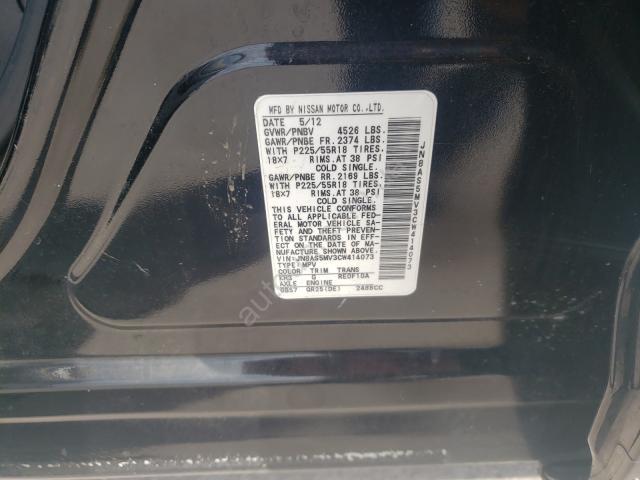 MFD BY NISSAN MOTOR CO.,LTD.
DATE 5/12
GVWR/PNBV 4526 LBS.
GAWR/PNBE FR. 2374 LBS.
WITH P225/55R18 TIRES.
18X7 RIMS. AT 38 PSI
COLD SINGLE.
GAWR/PNBE RR. 2169 LBS.
WITH P225/55R18 TIRES.
18X7 RIMS. AT 38 PSI
COLD SINGLE.
THIS VEHICLE CONFORMS
TO ALL APPLICABLE FED-
ERAL MOTOR VEHICLE SA-
FETY AND THEFT PREVEN-
TION STANDARDS IN EFF-
ECT ON THE DATE OF MA-
NUFACTURE SHOWN ABOVE.
VIN:JN8AS5MV3CW414073
TYPE:MPV
COLOR TRIM TRANS
KH3 G RE0F10A
AXLE ENGINE
GB57 QR25(DE) 2488CC
JN8AS5MV3CW414073